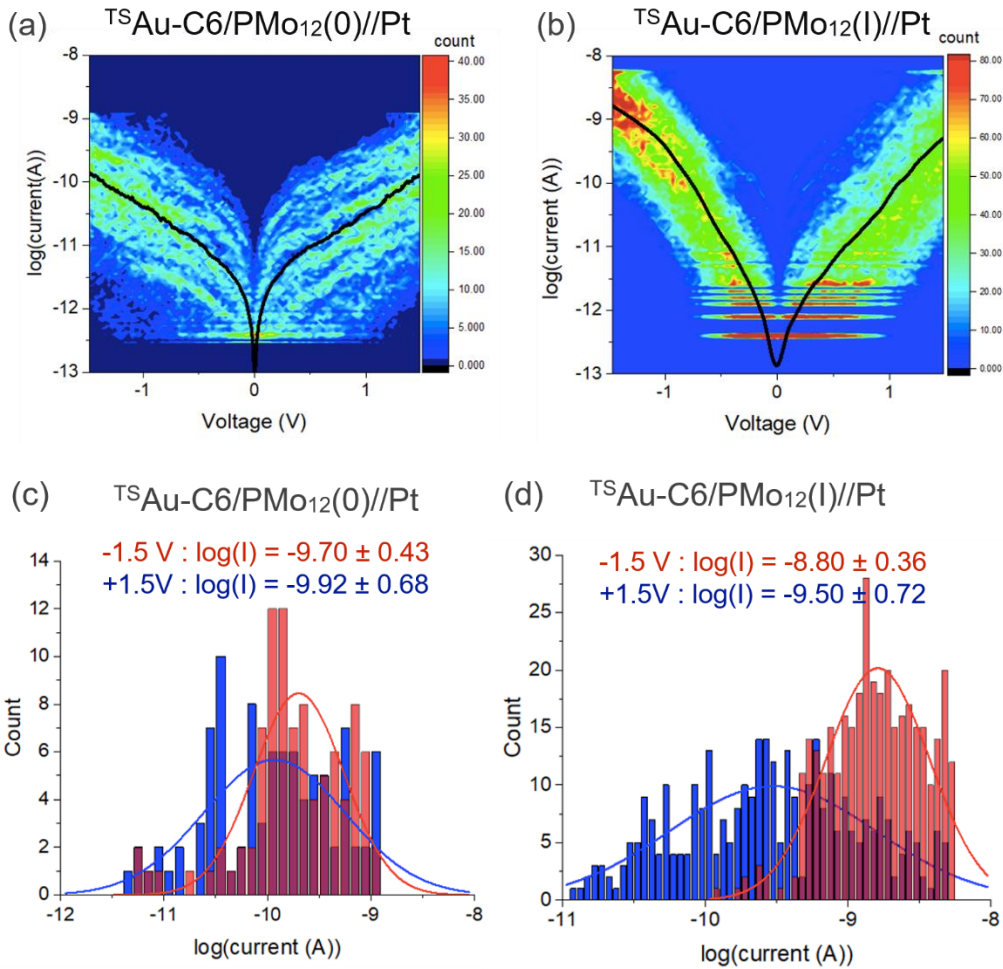 (a) ᵀˢAu-C6/PMo₁₂(0)//Pt
count
40.00
35.00
30.00
25.00
20.00
15.00
10.00
5.000
0.000
-8
-9
-10
-11
-12
-13
log(current(A))
-1 0 1
Voltage (V)
(b) ᵀˢAu-C6/PMo₁₂(I)//Pt
count
80.00
70.00
60.00
50.00
40.00
30.00
20.00
10.00
0.000
-8
-9
-10
-11
-12
-13
log(current (A))
-1 0 1
Voltage (V)
(c) ᵀˢAu-C6/PMo₁₂(0)//Pt
-1.5 V : log(I) = -9.70 ± 0.43
+1.5V : log(I) = -9.92 ± 0.68
14
12
10
8
6
4
2
0
Count
-12 -11 -10 -9 -8
log(current (A))
(d) ᵀˢAu-C6/PMo₁₂(I)//Pt
-1.5 V : log(I) = -8.80 ± 0.36
+1.5V : log(I) = -9.50 ± 0.72
30
25
20
15
10
5
0
Count
-11 -10 -9 -8
log(current (A))